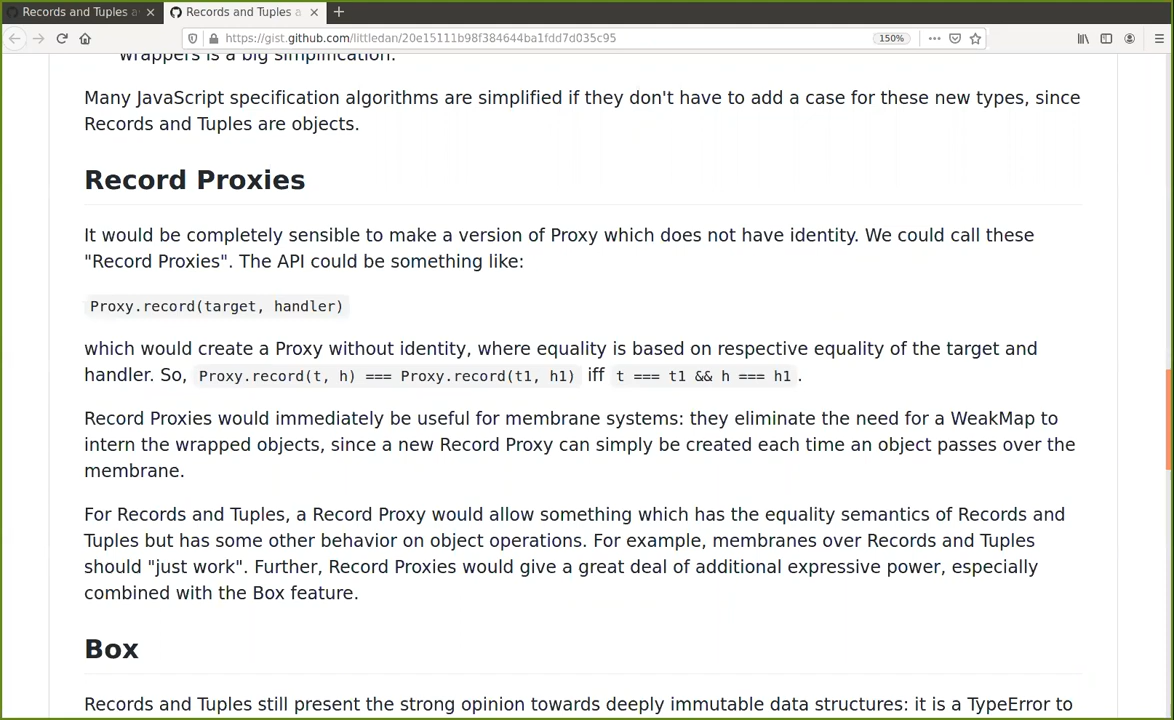 Records and Tuples a
Records and Tuples a
https://gist.github.com/littledan/20e15111b98f384644ba1fdd7d035c95
150%
wrappers is a big simplification.
Many JavaScript specification algorithms are simplified if they don't have to add a case for these new types, since
Records and Tuples are objects.
Record Proxies
It would be completely sensible to make a version of Proxy which does not have identity. We could call these
"Record Proxies". The API could be something like:
Proxy.record(target, handler)
which would create a Proxy without identity, where equality is based on respective equality of the target and
handler. So, Proxy.record(t, h) === Proxy.record(t1, h1) iff t === t1 && h === h1.
Record Proxies would immediately be useful for membrane systems: they eliminate the need for a WeakMap to
intern the wrapped objects, since a new Record Proxy can simply be created each time an object passes over the
membrane.
For Records and Tuples, a Record Proxy would allow something which has the equality semantics of Records and
Tuples but has some other behavior on object operations. For example, membranes over Records and Tuples
should "just work". Further, Record Proxies would give a great deal of additional expressive power, especially
combined with the Box feature.
Box
Records and Tuples still present the strong opinion towards deeply immutable data structures: it is a TypeError to